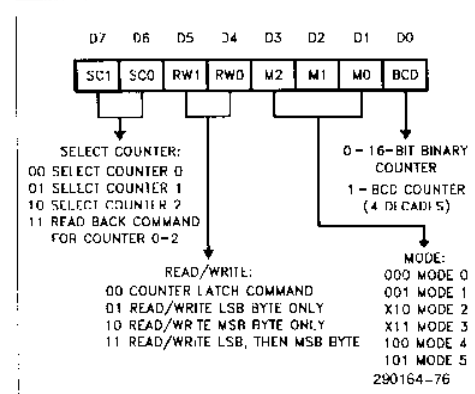 D7 D6 D5 D4 D3 D2 D1 D0
SC1 SC0 RW1 RW0 M2 M1 M0 BCD
SELECT COUNTER:
00 SELECT COUNTER 0
01 SELECT COUNTER 1
10 SELECT COUNTER 2
11 READ BACK COMMAND
FOR COUNTER 0-2
0-16-BIT BINARY
COUNTER
1-BCD COUNTER
(4 DECADES)
READ/WRITE:
00 COUNTER LATCH COMMAND
01 READ/WRITE LSB BYTE ONLY
10 READ/WRITE MSB BYTE ONLY
11 READ/WRITE LSB, THEN MSB BYTE
MODE:
000 MODE 0
001 MODE 1
X10 MODE 2
X11 MODE 3
100 MODE 4
101 MODE 5
290164-76